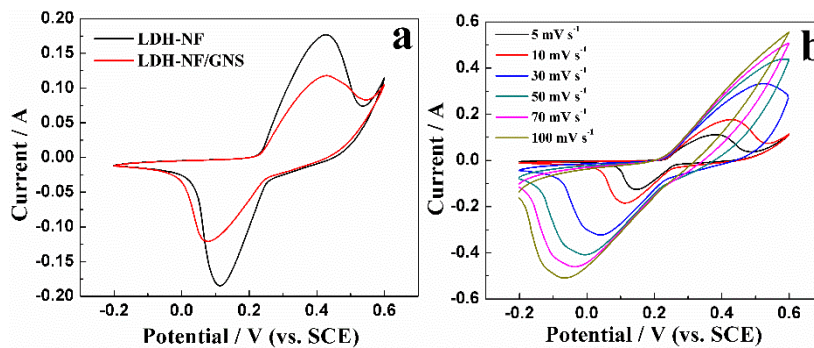 a
LDH-NF
LDH-NF/GNS
Current / A
0.20
0.15
0.10
0.05
0.00
-0.05
-0.10
-0.15
0.20
-0.2
0.0
0.2
0.4
0.6
Potential / V (vs. SCE)
b
5 mV s⁻¹
10 mV s⁻¹
30 mV s⁻¹
50 mV s⁻¹
70 mV s⁻¹
100 mV s⁻¹
Current / A
0.6
0.4
0.2
0.0
-0.2
-0.4
-0.6
-0.2
0.0
0.2
0.4
0.6
Potential / V (vs. SCE)